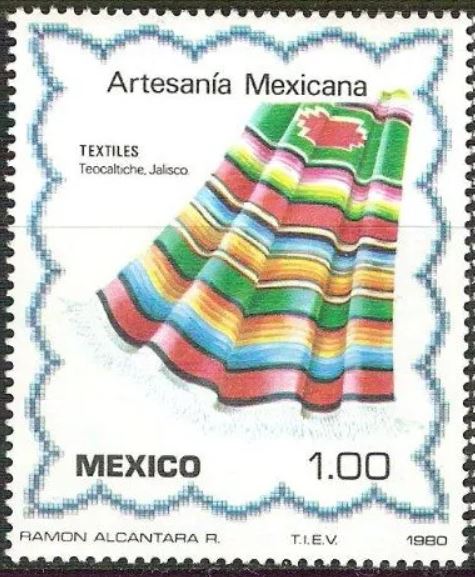 Artesanía Mexicana
TEXTILES
Teocaltiche, Jalisco
MEXICO 1.00
RAMON ALCANTARA R. T.I.E.V. 1980